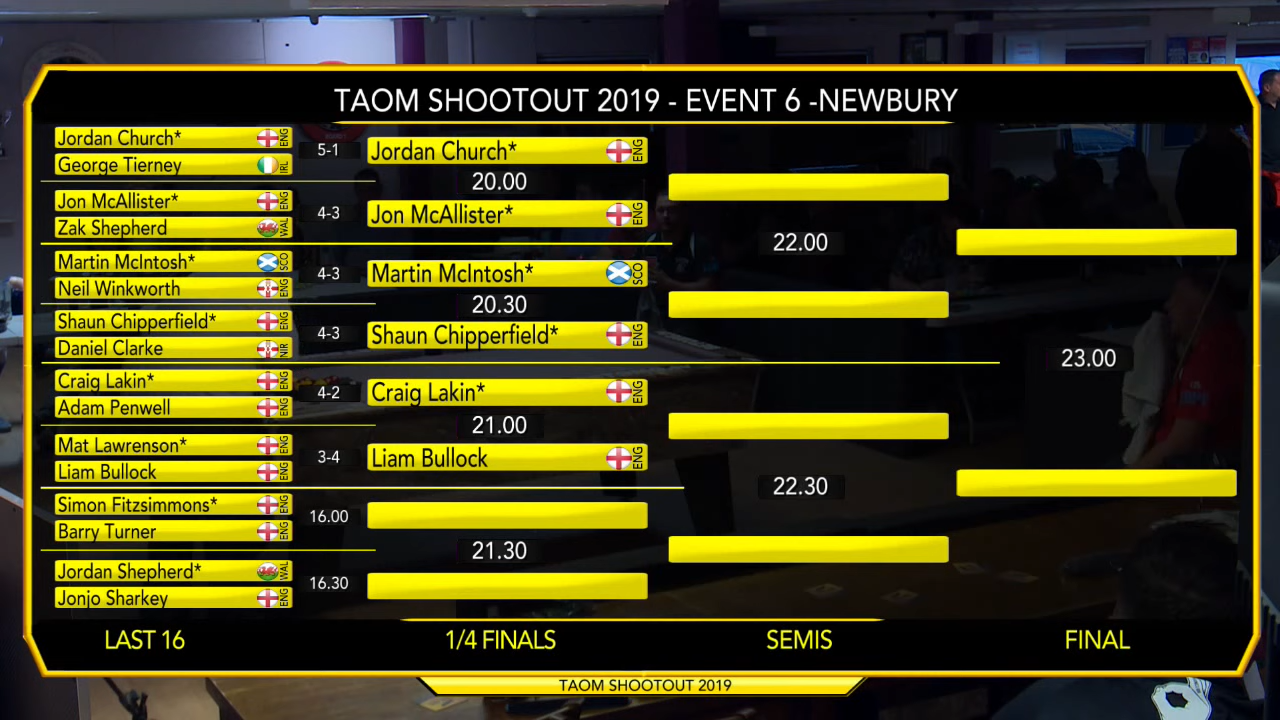 TAOM SHOOTOUT 2019 - EVENT 6 -NEWBURY
Jordan Church* ENG
George Tierney IRL
5-1
Jon McAllister* ENG
Zak Shepherd WAL
4-3
Martin McIntosh* SCO
Neil Winkworth ENG
4-3
Shaun Chipperfield* ENG
Daniel Clarke NIR
4-3
Craig Lakin* ENG
Adam Penwell ENG
4-2
Mat Lawrenson* ENG
Liam Bullock ENG
3-4
Simon Fitzsimmons* ENG
Barry Turner ENG
16.00
Jordan Shepherd* WAL
Jonjo Sharkey ENG
16.30
Jordan Church* ENG
20.00
Jon McAllister* ENG
Martin McIntosh* SCO
20.30
Shaun Chipperfield* ENG
Craig Lakin* ENG
21.00
Liam Bullock ENG
21.30
22.00
22.30
23.00
LAST 16
1/4 FINALS
SEMIS
FINAL
TAOM SHOOTOUT 2019